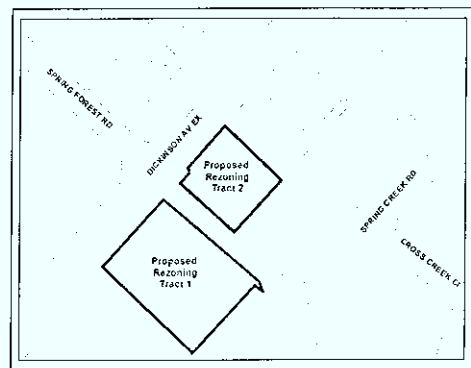 SPRING FOREST RD
DICKINSON AV EX
Proposed
Rezoning
Tract 2
SPRING CREEK RD
CROSS CREEK CI
Proposed
Rezoning
Tract 1